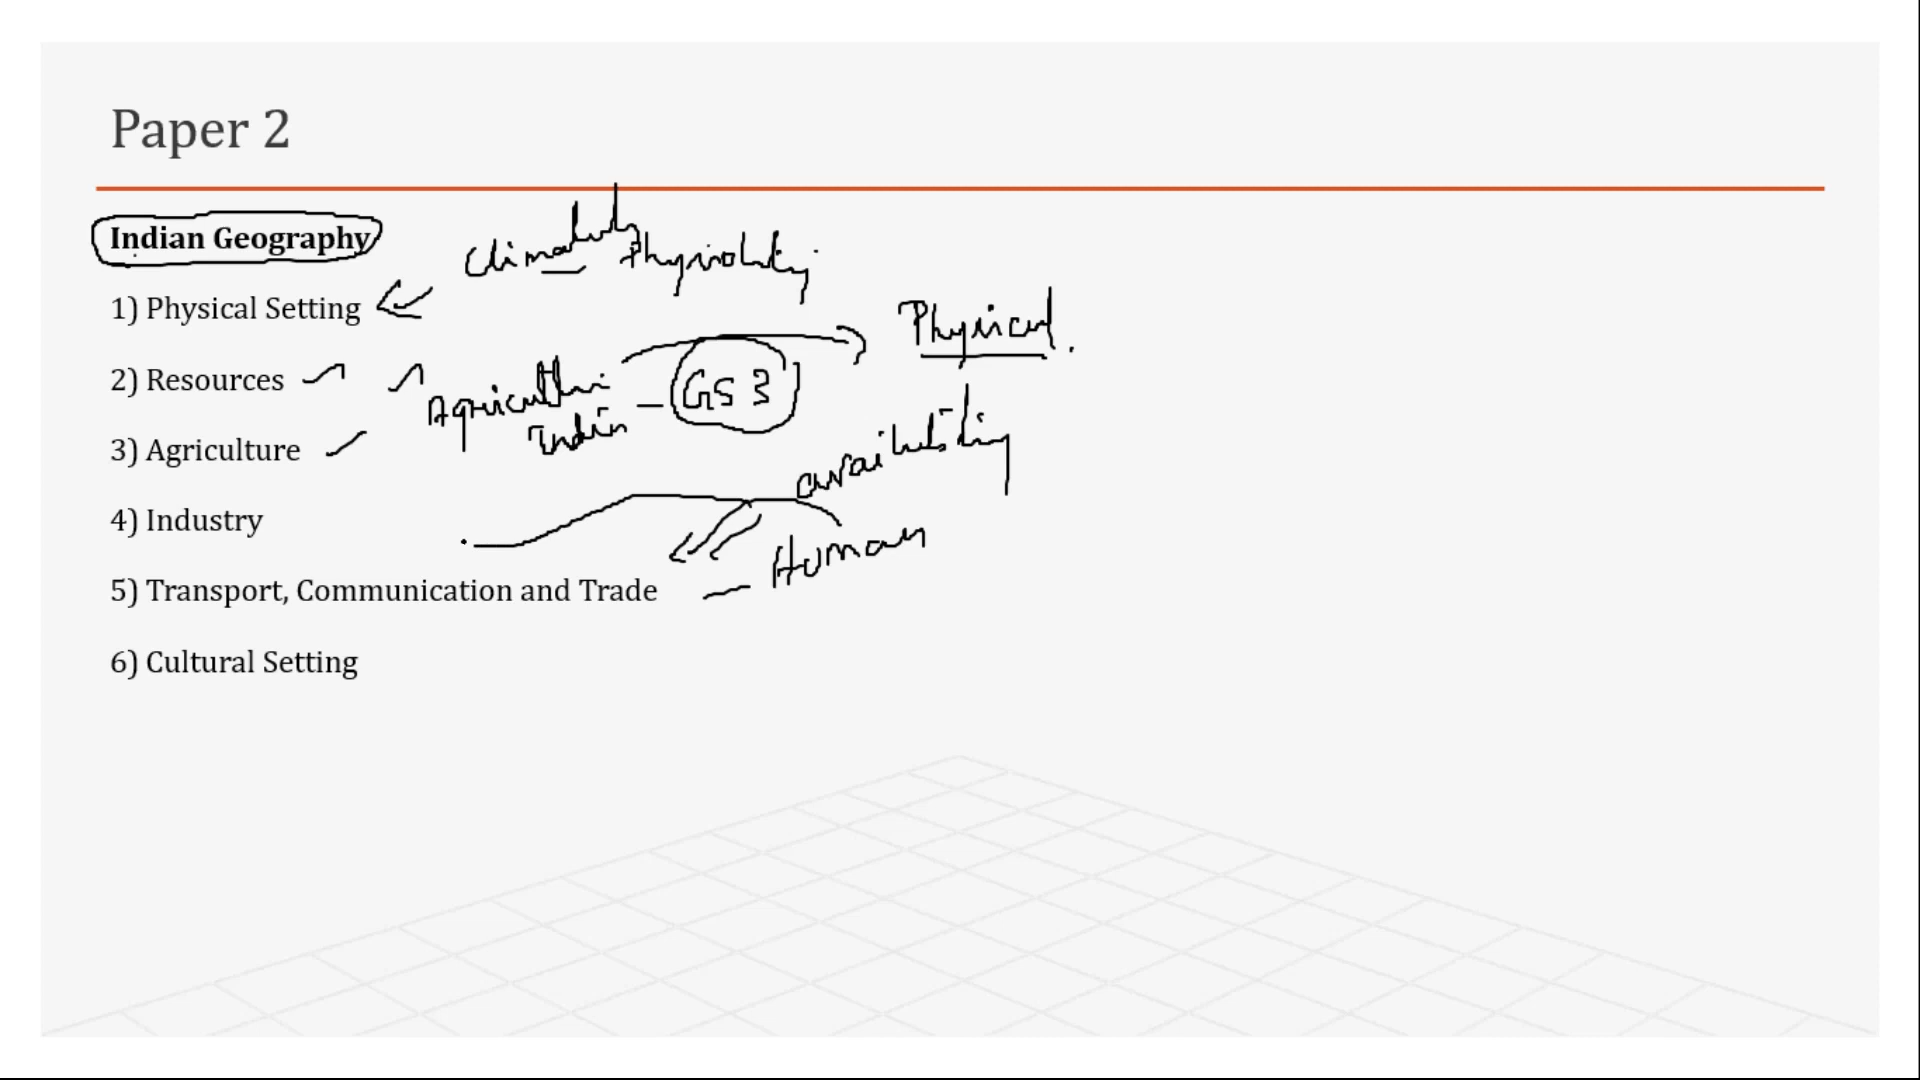 Paper 2
Indian Geography
1) Physical Setting
Physical
2) Resources
GS 3
3) Agriculture
4) Industry
Human
5) Transport, Communication and Trade
6) Cultural Setting